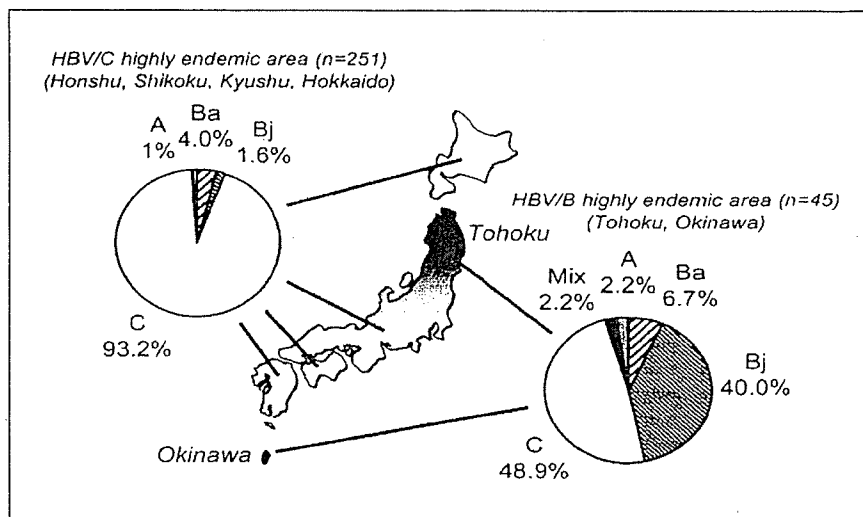 HBV/C highly endemic area (n=251)
(Honshu, Shikoku, Kyushu, Hokkaido)
A
1%
Ba
4.0%
Bj
1.6%
C
93.2%
HBV/B highly endemic area (n=45)
(Tohoku, Okinawa)
Tohoku
Mix
2.2%
A
2.2%
Ba
6.7%
Bj
40.0%
C
48.9%
Okinawa